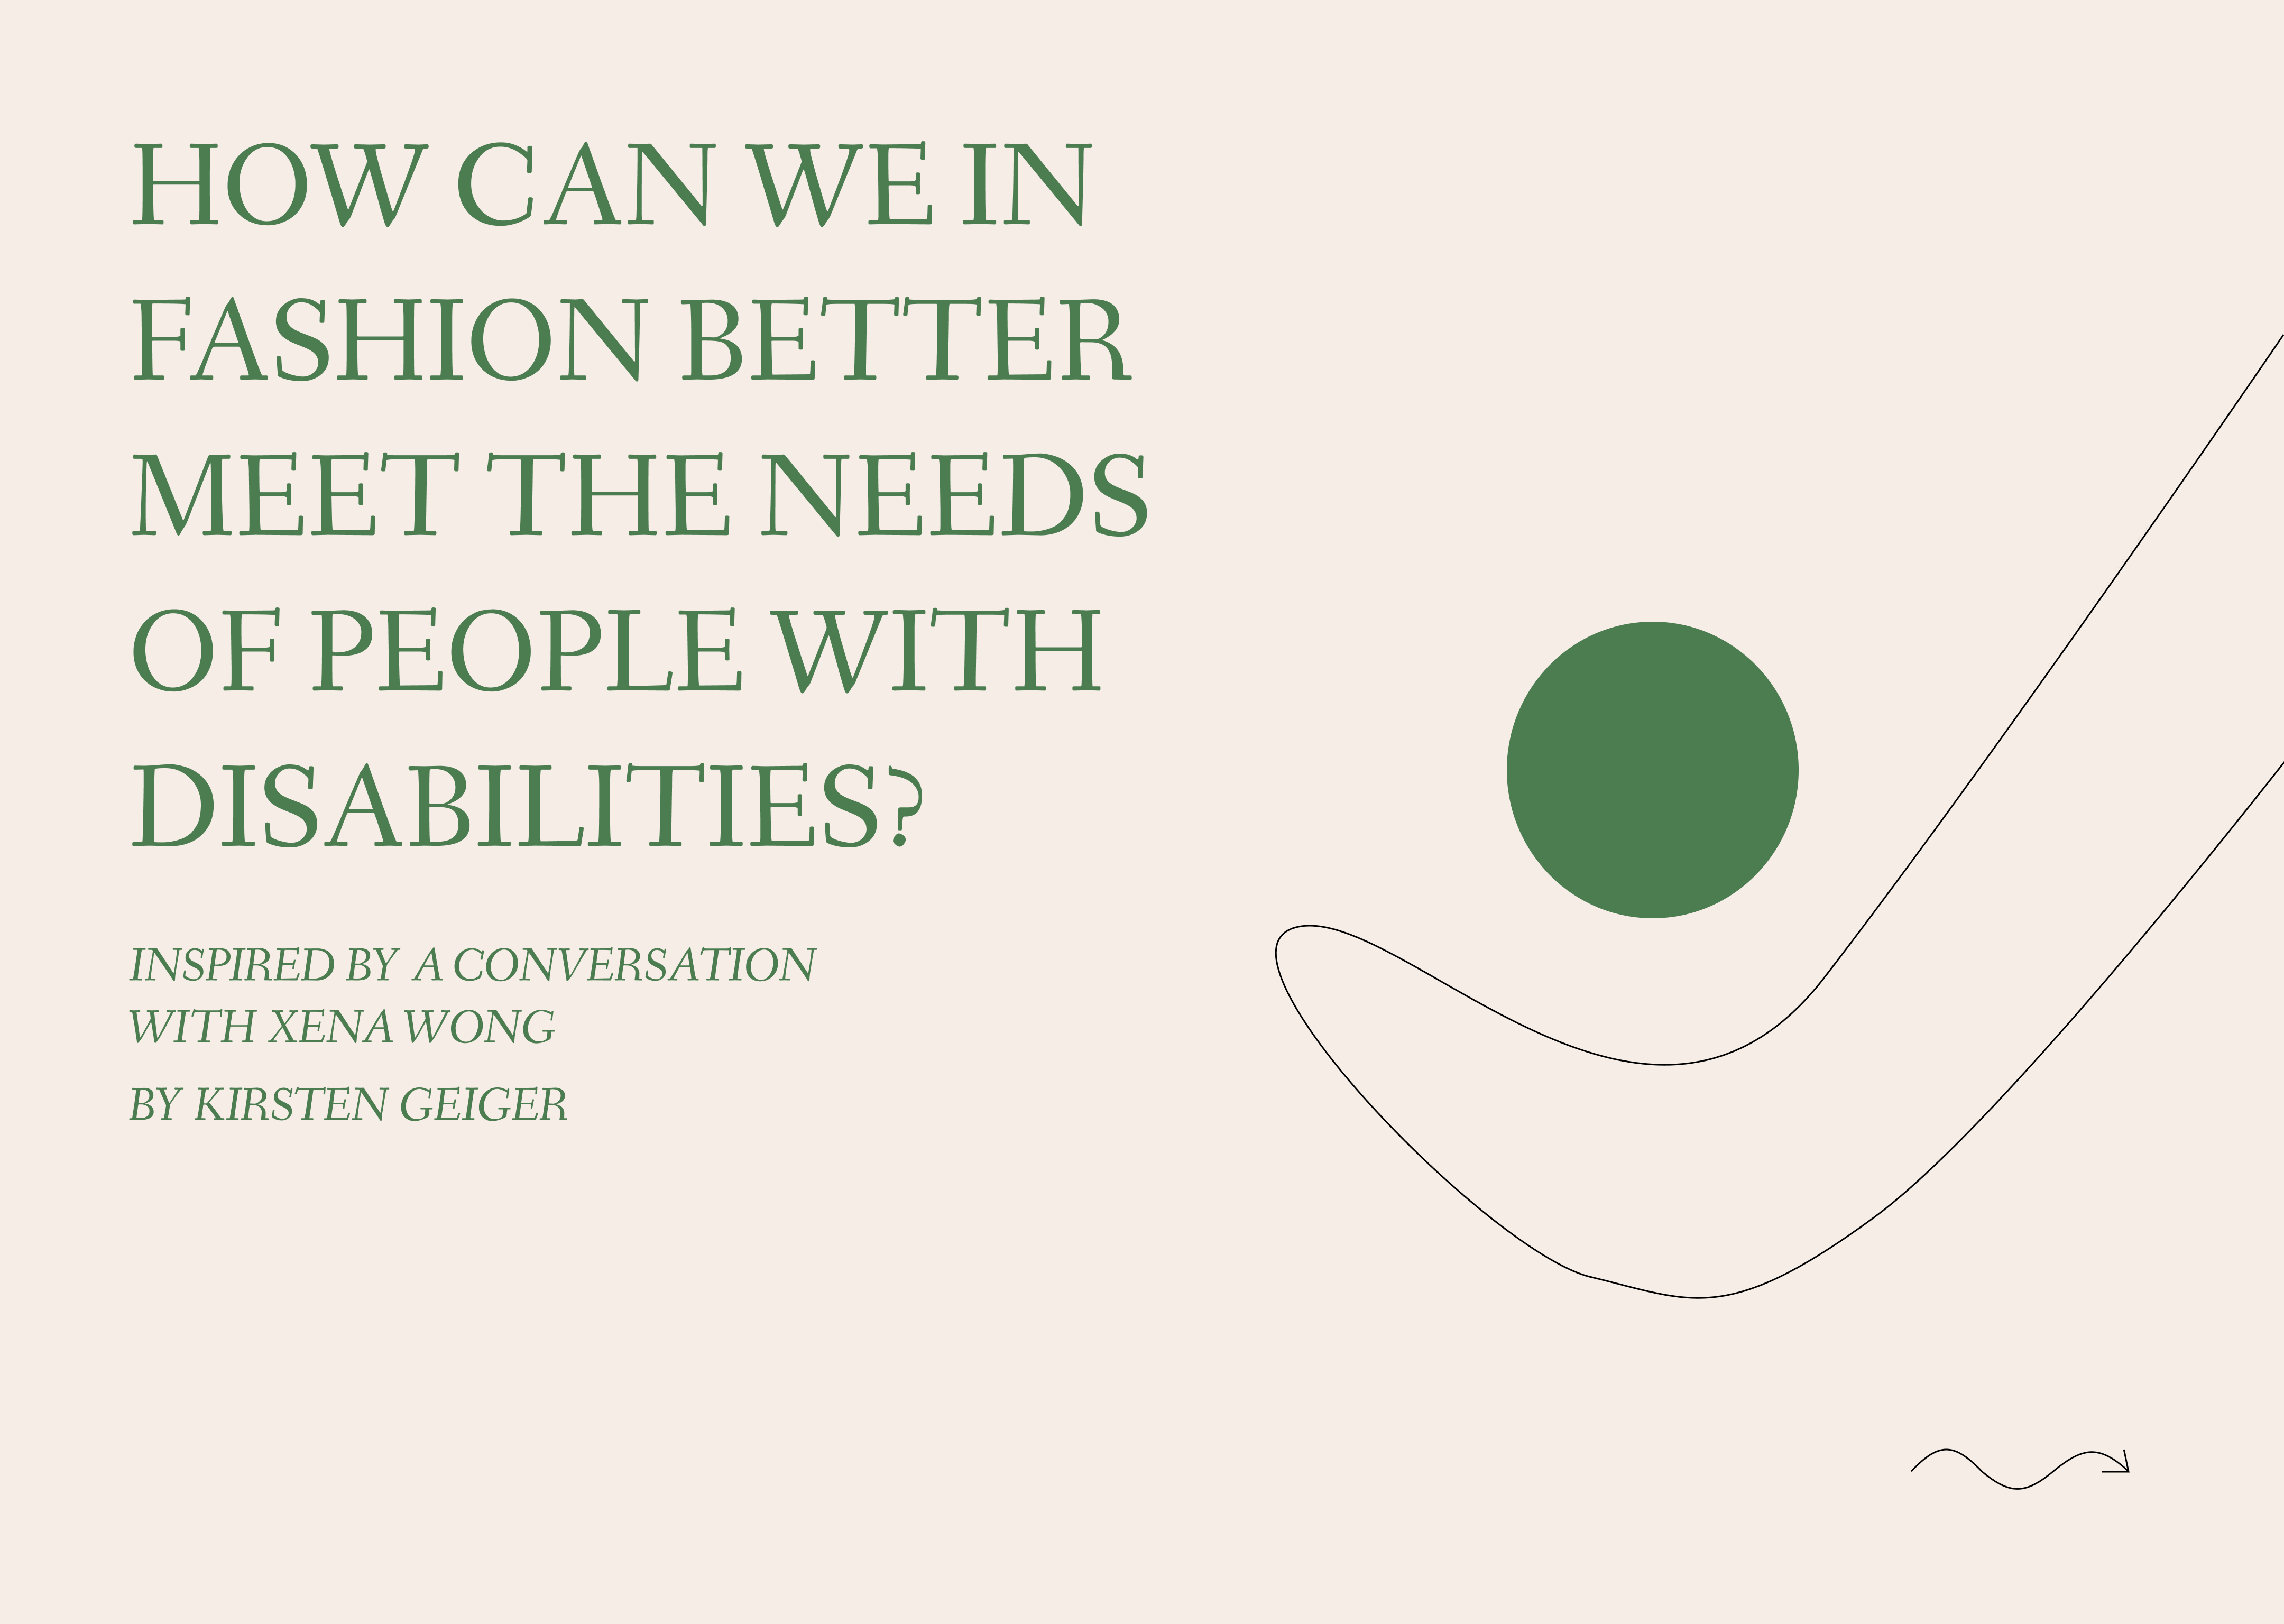 HOW CAN WE IN
FASHION BETTER
MEET THE NEEDS
OF PEOPLE WITH
DISABILITIES?
INSPIRED BY A CONVERSATION
WITH XENA WONG
BY KIRSTEN GEIGER